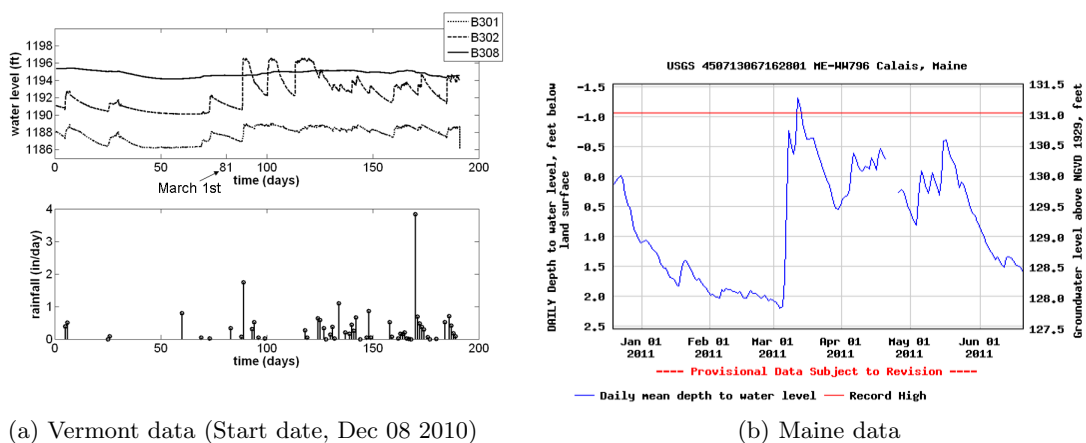 B301
B302
B308
1198
1196
1194
1192
1190
1188
1186
water level (ft)
0 50 81 100 150 200
March 1st
time (days)
4
3
2
1
0
rainfall (in/day)
0 50 100 150 200
time (days)
(a) Vermont data (Start date, Dec 08 2010)
USGS 450713067162801 ME-WW796 Calais, Maine
DAILY Depth to water level, feet below
land surface
-1.5
-1.0
-0.5
0.0
0.5
1.0
1.5
2.0
2.5
131.5
131.0
130.5
130.0
129.5
129.0
128.5
128.0
127.5
Groundwater level above NGVD 1929, feet
Jan 01 Feb 01 Mar 01 Apr 01 May 01 Jun 01
2011 2011 2011 2011 2011 2011
---- Provisional Data Subject to Revision ----
Daily mean depth to water level Record High
(b) Maine data